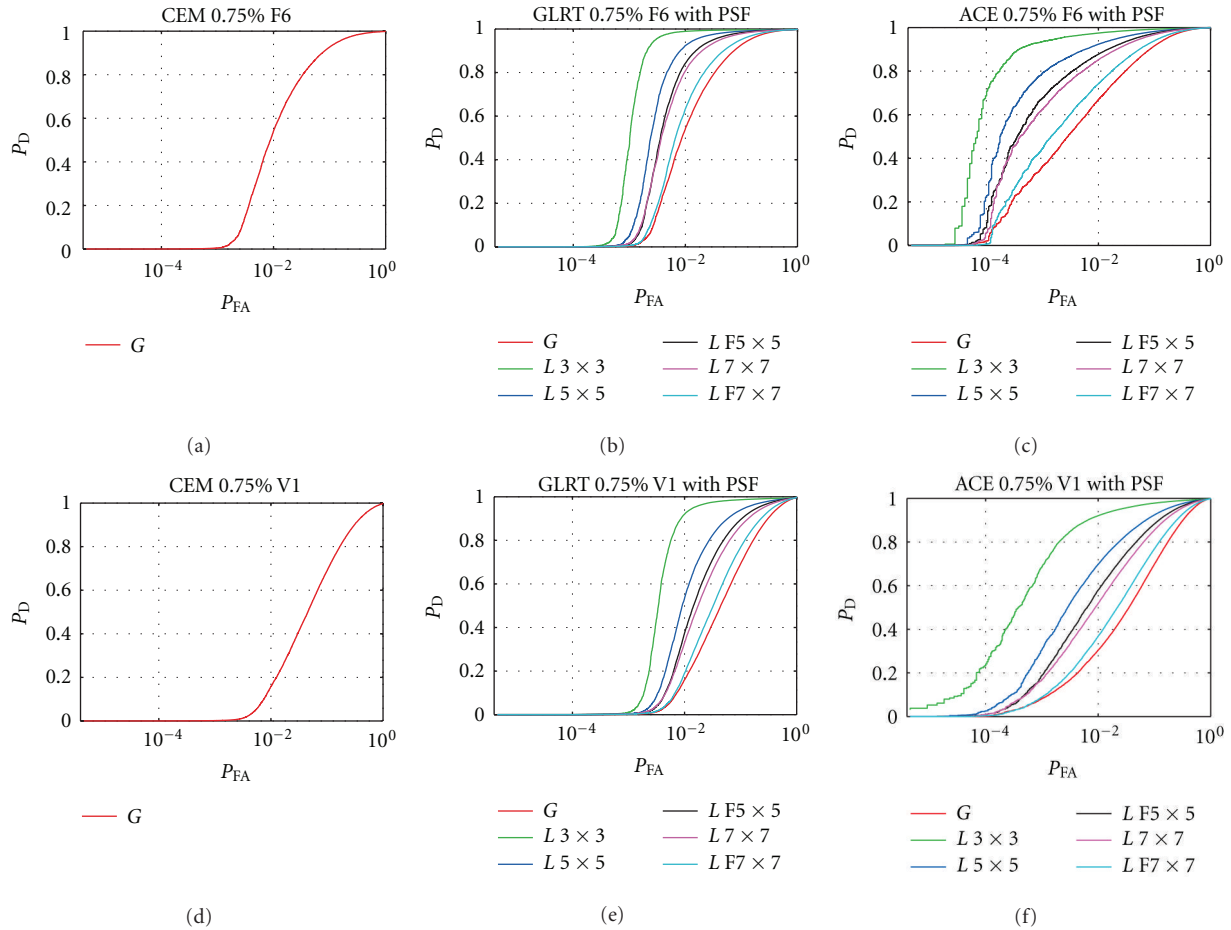 CEM 0.75% F6
1
0.8
0.6
0.4
0.2
0
P_D
10^−4 10^−2 10^0
P_FA
G
(a)
GLRT 0.75% F6 with PSF
1
0.8
0.6
0.4
0.2
0
P_D
10^−4 10^−2 10^0
P_FA
G L F5 × 5
L 3 × 3 L 7 × 7
L 5 × 5 L F7 × 7
(b)
ACE 0.75% F6 with PSF
1
0.8
0.6
0.4
0.2
0
P_D
10^−4 10^−2 10^0
P_FA
G L F5 × 5
L 3 × 3 L 7 × 7
L 5 × 5 L F7 × 7
(c)
CEM 0.75% V1
1
0.8
0.6
0.4
0.2
0
P_D
10^−4 10^−2 10^0
P_FA
G
(d)
GLRT 0.75% V1 with PSF
1
0.8
0.6
0.4
0.2
0
P_D
10^−4 10^−2 10^0
P_FA
G L F5 × 5
L 3 × 3 L 7 × 7
L 5 × 5 L F7 × 7
(e)
ACE 0.75% V1 with PSF
1
0.8
0.6
0.4
0.2
0
P_D
10^−4 10^−2 10^0
P_FA
G L F5 × 5
L 3 × 3 L 7 × 7
L 5 × 5 L F7 × 7
(f)